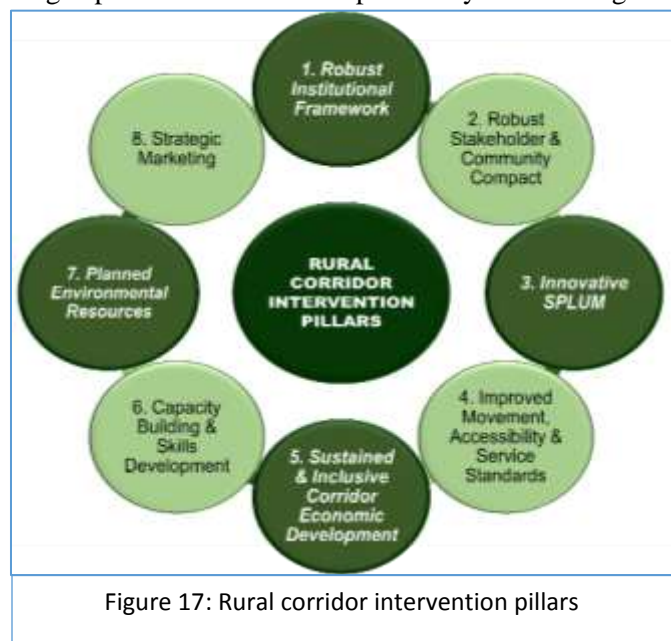 1. Robust
Institutional
Framework
2. Robust
Stakeholder &
Community
Compact
3. Innovative
SPLUM
4. Improved
Movement,
Accessibility &
Service
Standards
5. Sustained
& Inclusive
Corridor
Economic
Development
6. Capacity
Building &
Skills
Development
7. Planned
Environmental
Resources
8. Strategic
Marketing
RURAL
CORRIDOR
INTERVENTION
PILLARS
Figure 17: Rural corridor intervention pillars